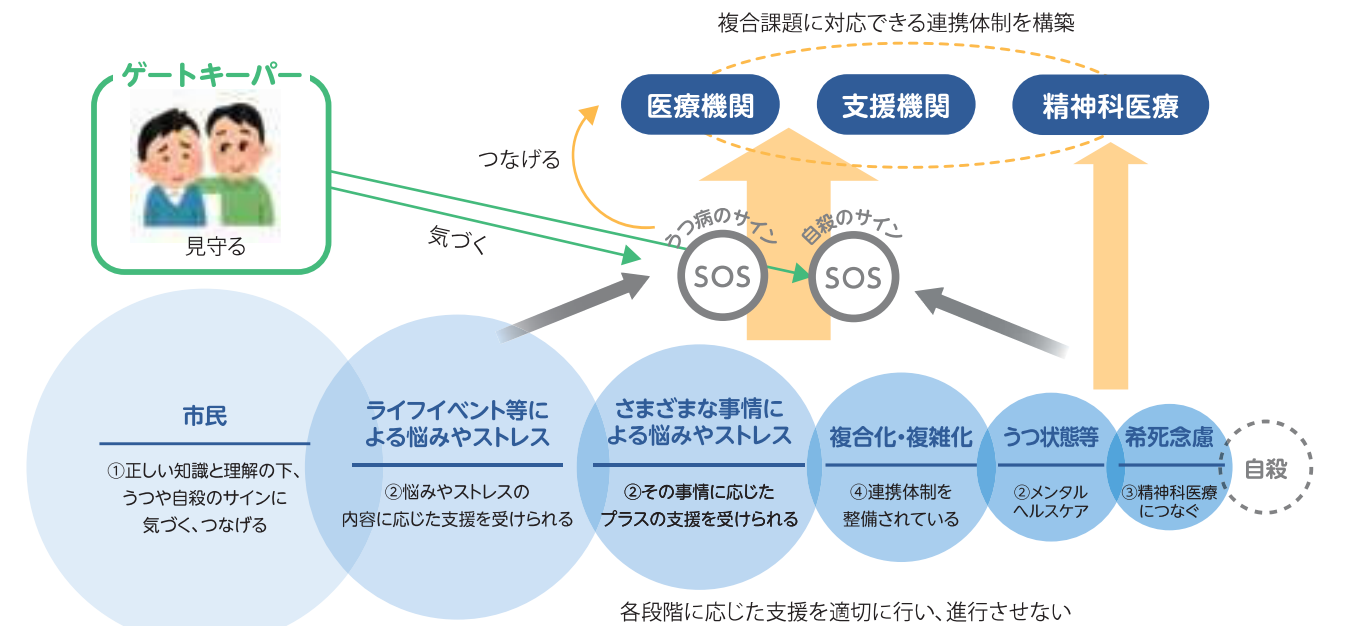 複合課題に対応できる連携体制を構築
ゲートキーパー
医療機関
支援機関
精神科医療
つなげる
見守る
気づく
うつ病のサイン
SOS
自殺のサイン
SOS
市民
①正しい知識と理解の下、
うつや自殺のサインに
気づく、つなげる
ライフイベント等に
よる悩みやストレス
②悩みやストレスの
内容に応じた支援を受けられる
さまざまな事情に
よる悩みやストレス
②その事情に応じた
プラスの支援を受けられる
複合化・複雑化
④連携体制を
整備されている
うつ状態等
②メンタル
ヘルスケア
希死念慮
③精神科医療
につなぐ
自殺
各段階に応じた支援を適切に行い、進行させない